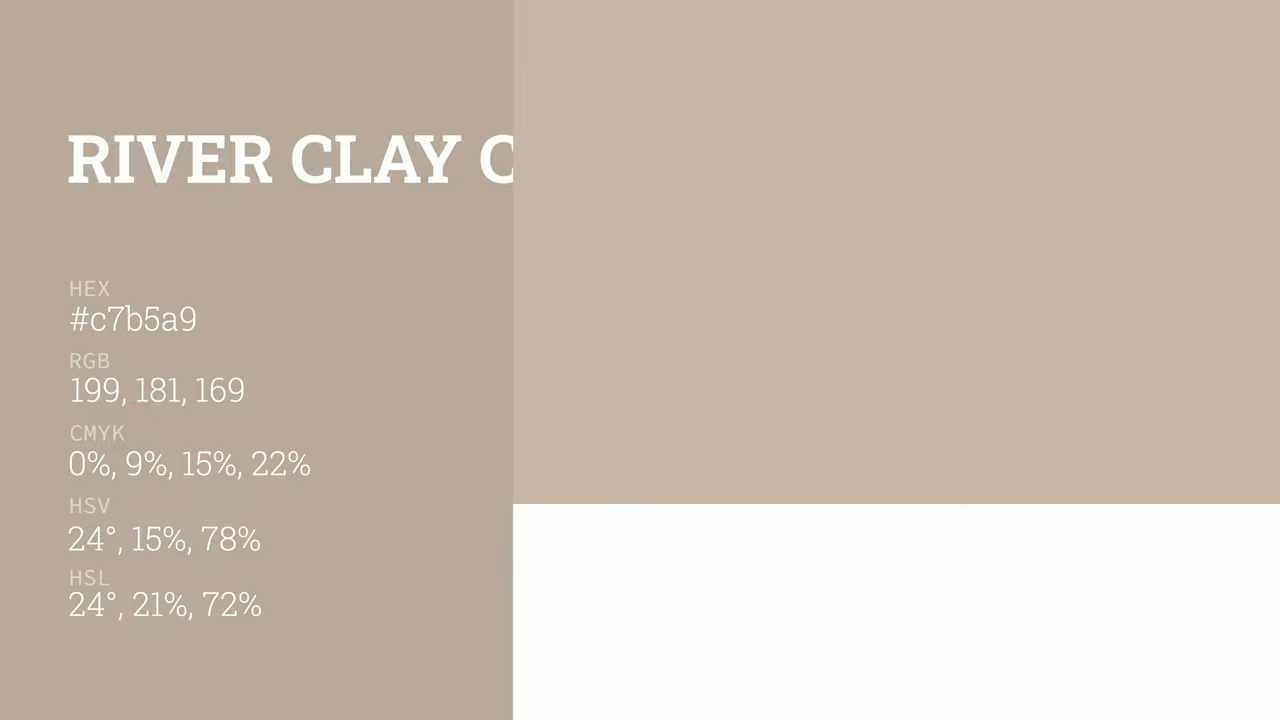 RIVER CLAY C
HEX
#c7b5a9
RGB
199, 181, 169
CMYK
0%, 9%, 15%, 22%
HSV
24°, 15%, 78%
HSL
24°, 21%, 72%